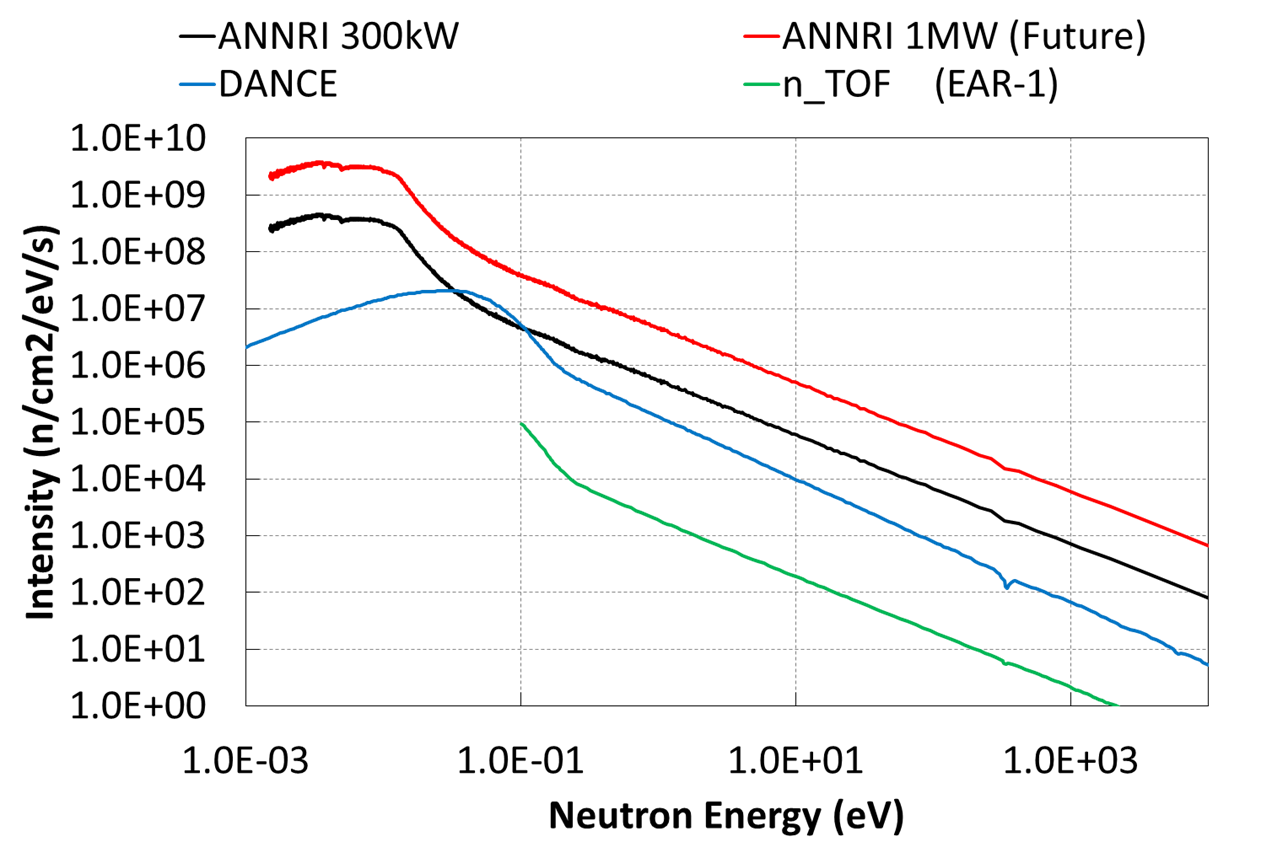 ANNRI 300kW
ANNRI 1MW (Future)
DANCE
n_TOF (EAR-1)
1.0E+10
1.0E+09
1.0E+08
1.0E+07
1.0E+06
1.0E+05
1.0E+04
1.0E+03
1.0E+02
1.0E+01
1.0E+00
Intensity (n/cm2/eV/s)
1.0E-03 1.0E-01 1.0E+01 1.0E+03
Neutron Energy (eV)